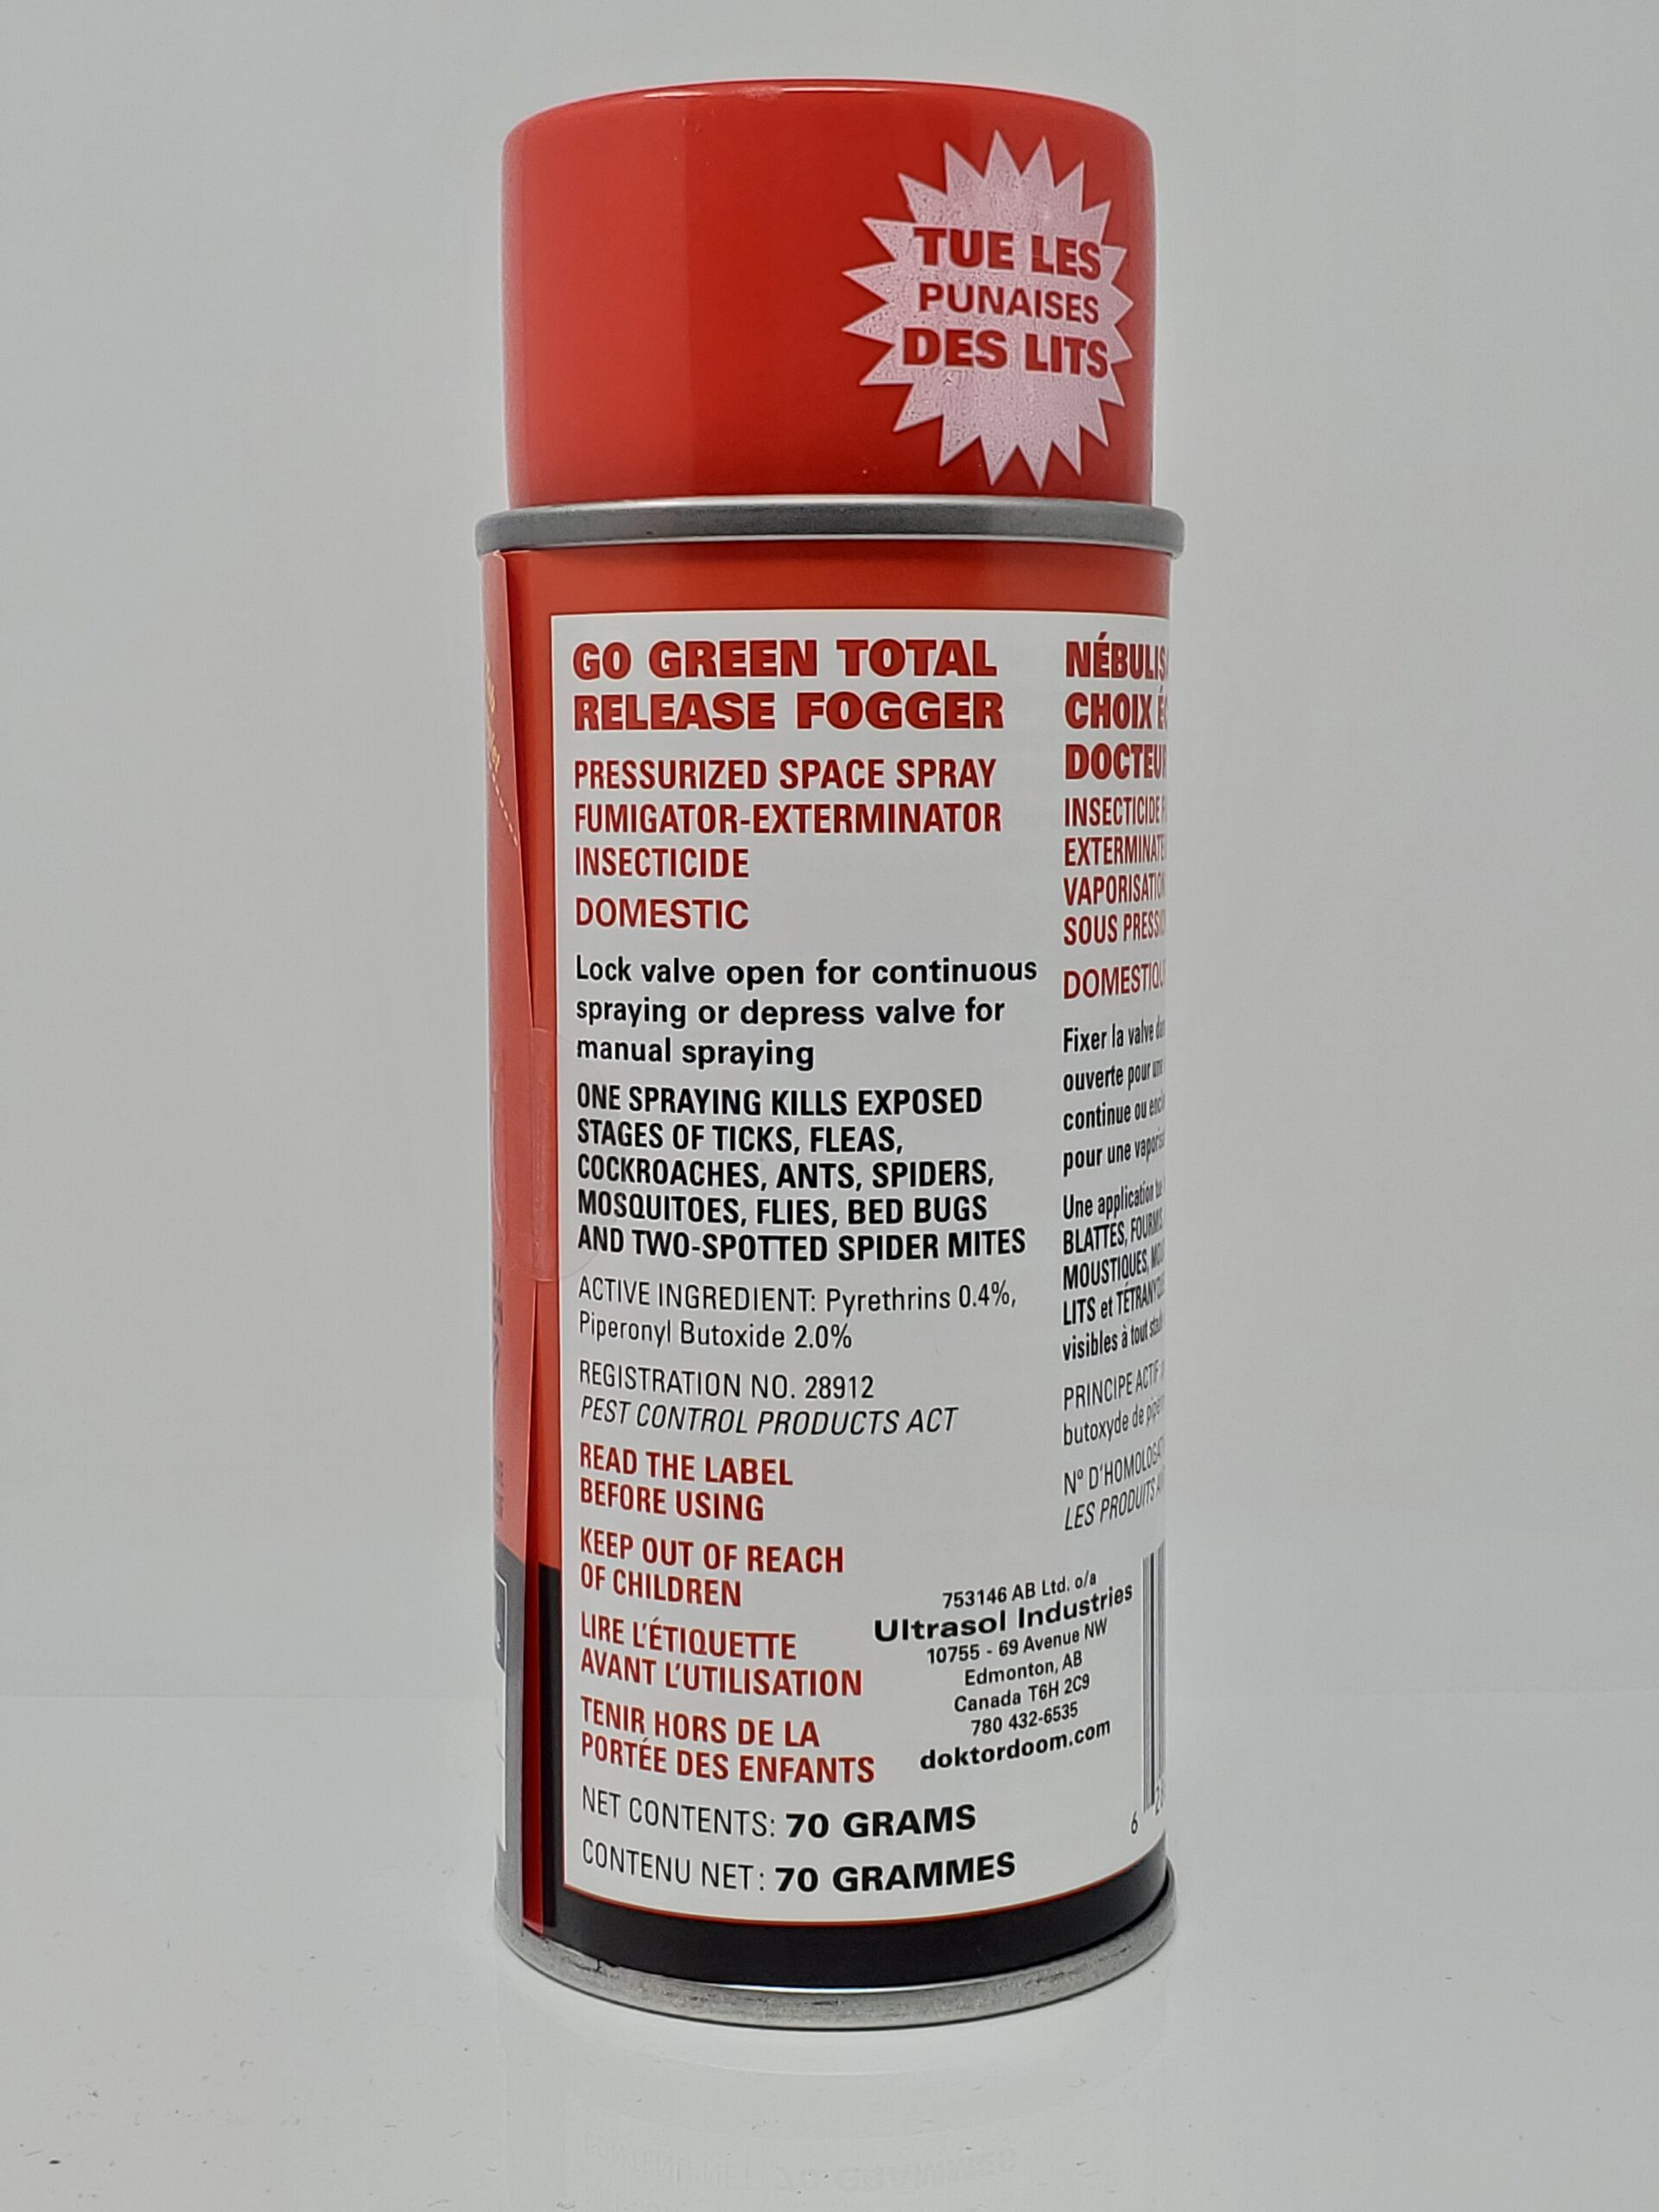 TUE LES
PUNAISES
DES LITS
GO GREEN TOTAL
RELEASE FOGGER
PRESSURIZED SPACE SPRAY
FUMIGATOR-EXTERMINATOR
INSECTICIDE
DOMESTIC
Lock valve open for continuous
spraying or depress valve for
manual spraying
ONE SPRAYING KILLS EXPOSED
STAGES OF TICKS, FLEAS,
COCKROACHES, ANTS, SPIDERS,
MOSQUITOES, FLIES, BED BUGS
AND TWO-SPOTTED SPIDER MITES
ACTIVE INGREDIENT: Pyrethrins 0.4%,
Piperonyl Butoxide 2.0%
REGISTRATION NO. 28912
PEST CONTROL PRODUCTS ACT
READ THE LABEL
BEFORE USING
KEEP OUT OF REACH
OF CHILDREN
LIRE L'ÉTIQUETTE
AVANT L'UTILISATION
TENIR HORS DE LA
PORTÉE DES ENFANTS
NET CONTENTS: 70 GRAMS
CONTENU NET: 70 GRAMMES
753146 AB Ltd. o/a
Ultrasol Industries
10755 - 69 Avenue NW
Edmonton, AB
Canada T6H 2C9
780 432-6535
doktordoom.com
CHOIX
INSECTICIDE
SOUS
Fixer la valve
ouverte pour
continue ou
pour une
Une application
BLATTES,
MOUSTIQUES,
LITS et
visibles à tout
PRINCIPE ACTIF
butoxyde de
N°
LES PRODUITS
6